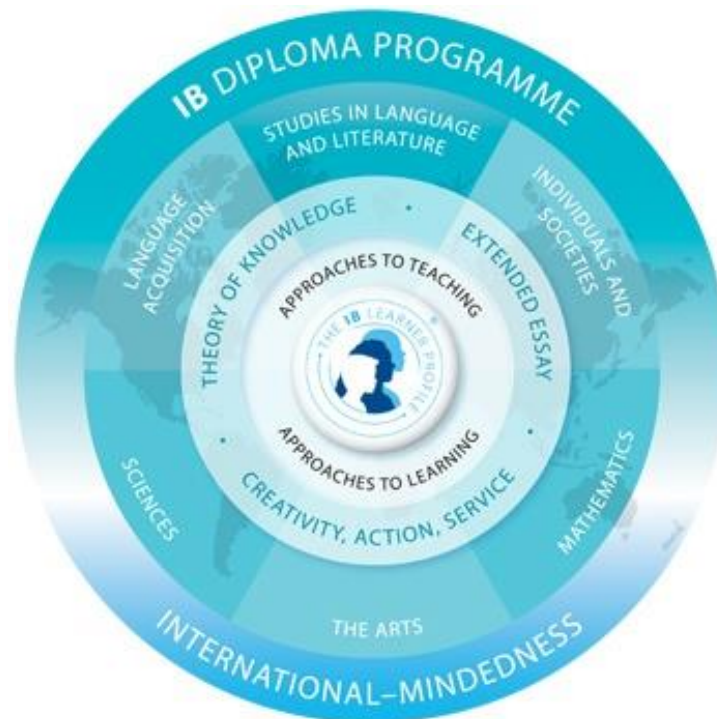 IB DIPLOMA PROGRAMME
STUDIES IN LANGUAGE
AND LITERATURE
LANGUAGE
ACQUISITION
INDIVIDUALS AND
SOCIETIES
THEORY OF KNOWLEDGE
EXTENDED ESSAY
APPROACHES TO TEACHING
THE IB LEARNER PROFILE
®
APPROACHES TO LEARNING
CREATIVITY, ACTION, SERVICE
SCIENCES
MATHEMATICS
THE ARTS
INTERNATIONAL–MINDEDNESS